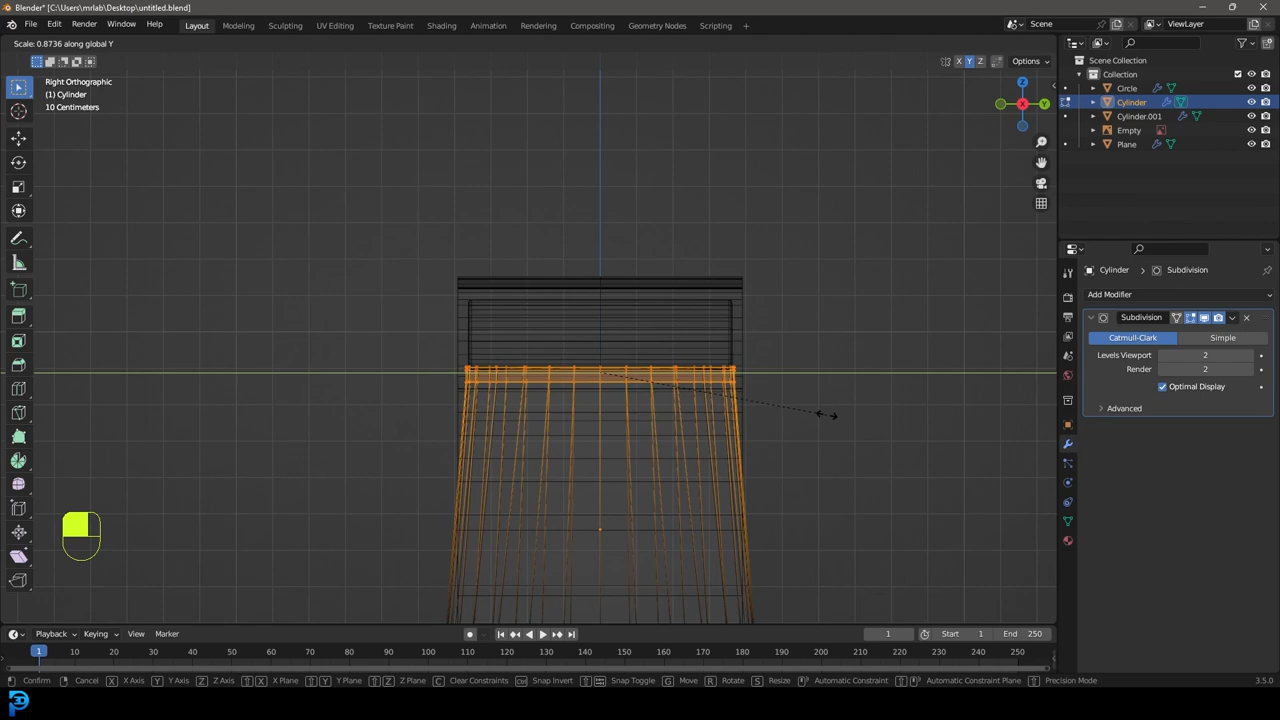 Blender* [C:\Users\mrlab\Desktop\untitled.blend]
File Edit Render Window Help Layout Modeling Sculpting UV Editing Texture Paint Shading Animation Rendering Compositing Geometry Nodes Scripting + Scene ViewLayer
Scale: 0.8736 along global Y
X Y Z Options
Right Orthographic
(1) Cylinder
10 Centimeters
Z
X
Y
Scene Collection
Collection
Circle
Cylinder
Cylinder.001
Empty
Plane
Cylinder > Subdivision
Add Modifier
Subdivision
Catmull-Clark Simple
Levels Viewport 2
Render 2
Optimal Display
Advanced
Playback Keying View Marker 1 Start 1 End 250
1 10 20 30 40 50 60 70 80 90 100 110 120 130 140 150 160 170 180 190 200 210 220 230 240 250
Confirm Cancel X X Axis Y Y Axis Z Z Axis X X Plane Y Y Plane Z Z Plane C Clear Constraints Snap Invert Snap Toggle G Move R Rotate S Resize Automatic Constraint Automatic Constraint Plane Precision Mode 3.5.0